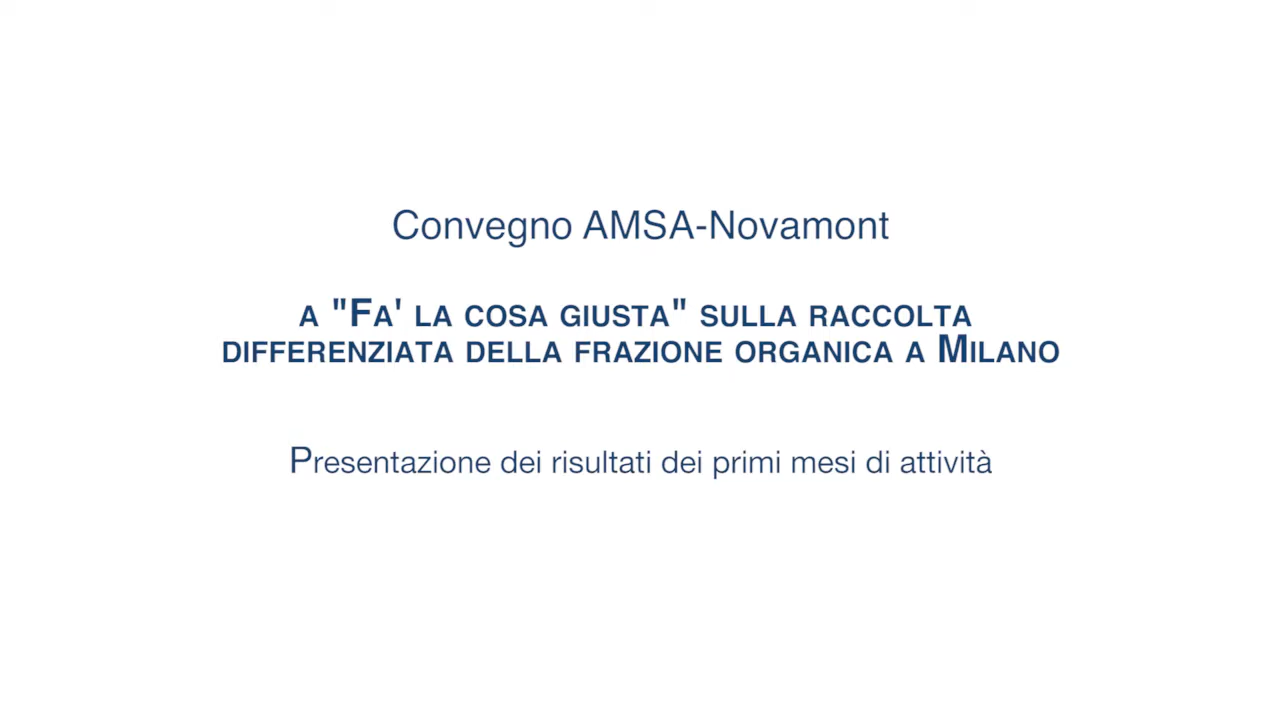 Convegno AMSA-Novamont
A "FA' LA COSA GIUSTA" SULLA RACCOLTA
DIFFERENZIATA DELLA FRAZIONE ORGANICA A MILANO
Presentazione dei risultati dei primi mesi di attività